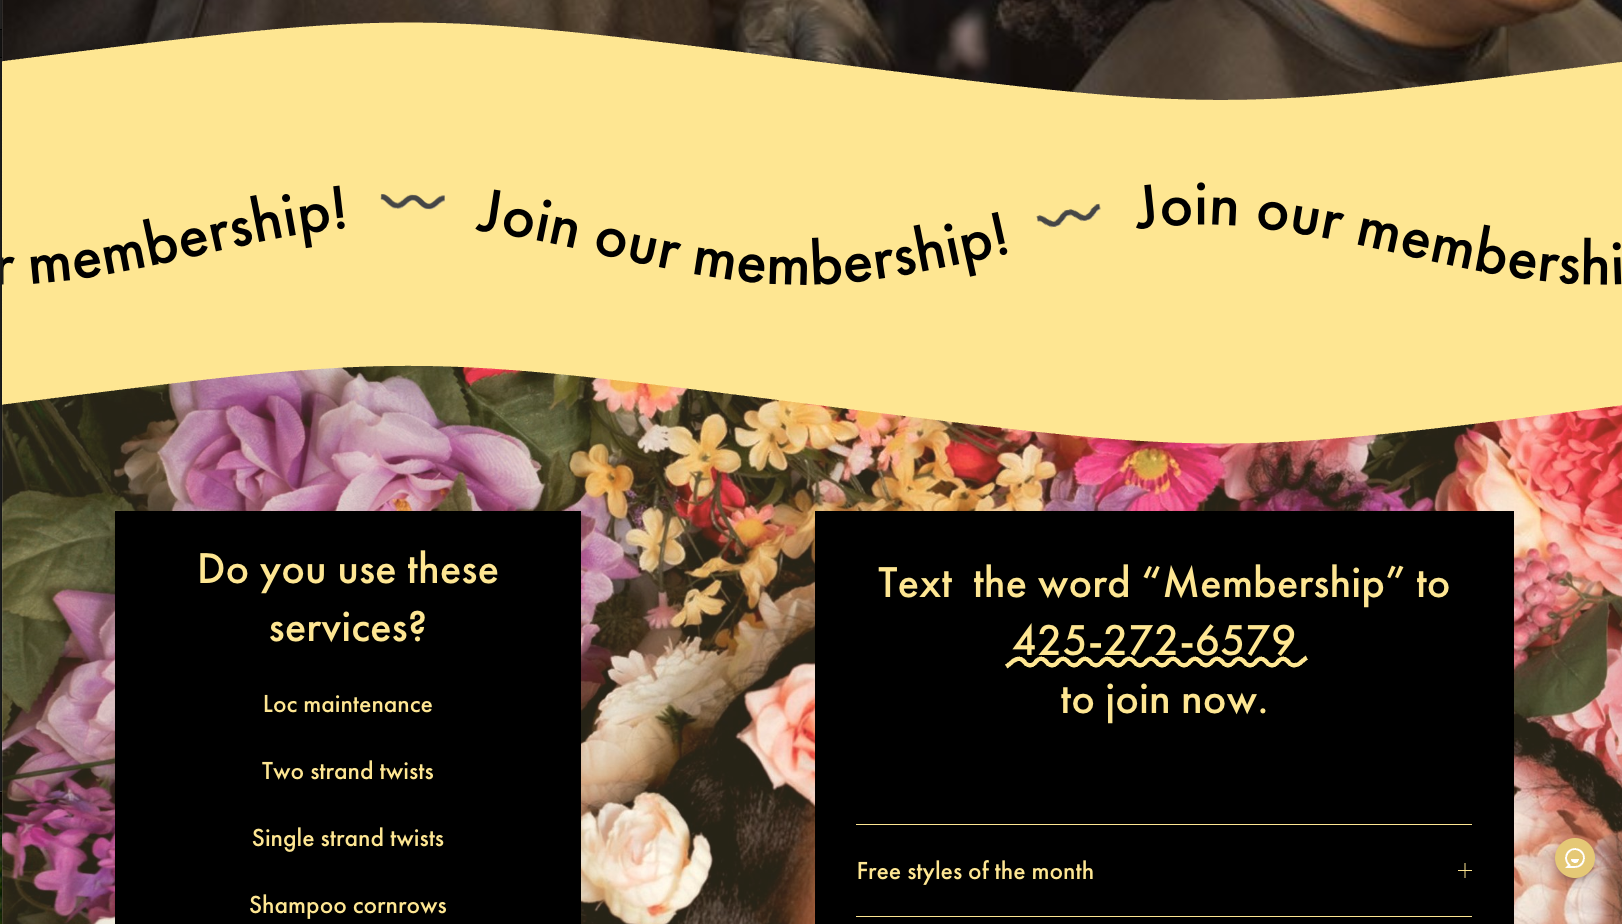 r membership! Join our membership! Join our membershi
Do you use these
services?
Loc maintenance
Two strand twists
Single strand twists
Shampoo cornrows
Text the word “Membership” to
425-272-6579
to join now.
Free styles of the month